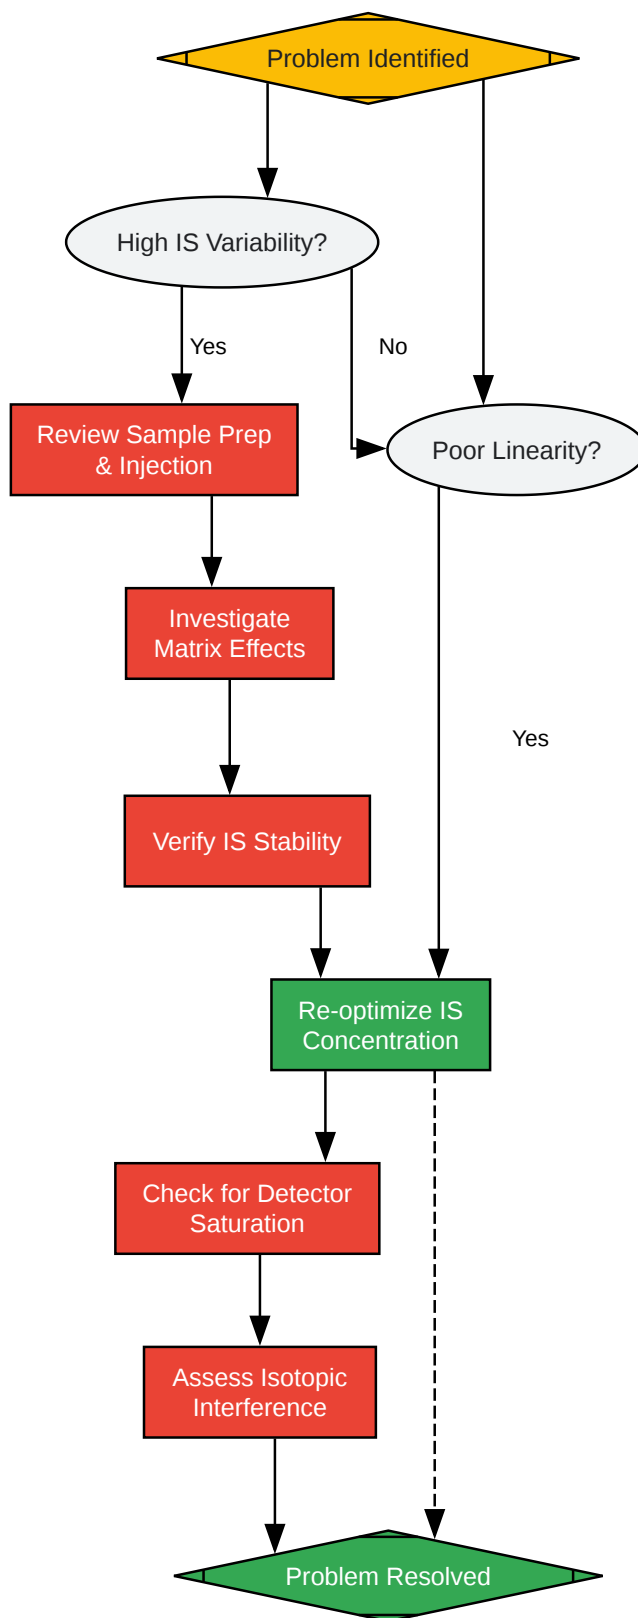 Problem Identified
High IS Variability?
Yes
No
Review Sample Prep
& Injection
Poor Linearity?
Investigate
Matrix Effects
Yes
Verify IS Stability
Re-optimize IS
Concentration
Check for Detector
Saturation
Assess Isotopic
Interference
Problem Resolved